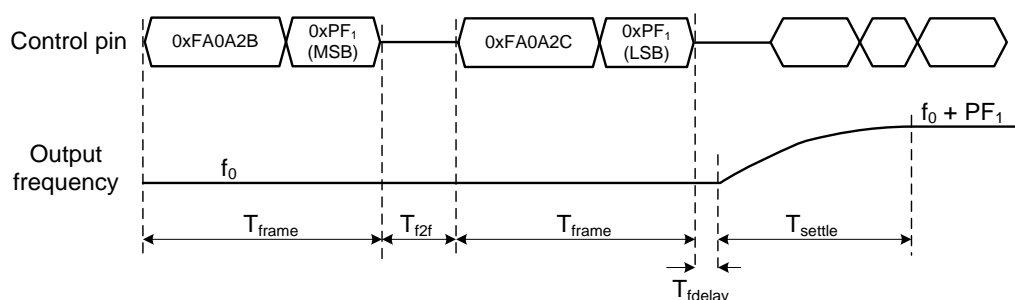 Control pin
0xFA0A2B
0xPF1
(MSB)
0xFA0A2C
0xPF1
(LSB)
Output
frequency
f0
f0 + PF1
Tframe
Tf2f
Tframe
Tsettle
Tfdelay